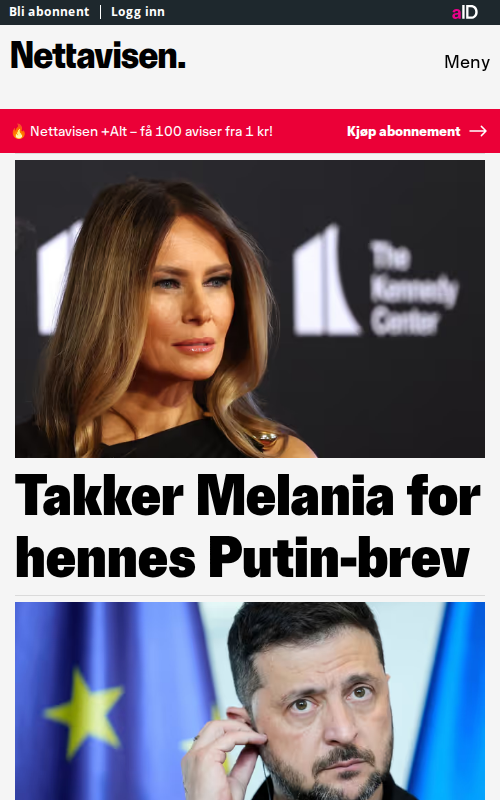 Bli abonnent | Logg inn
aID
Nettavisen.
Meny
🔥 Nettavisen +Alt – få 100 aviser fra 1 kr!
Kjøp abonnement →
The
Kennedy
Center
Takker Melania for
hennes Putin-brev